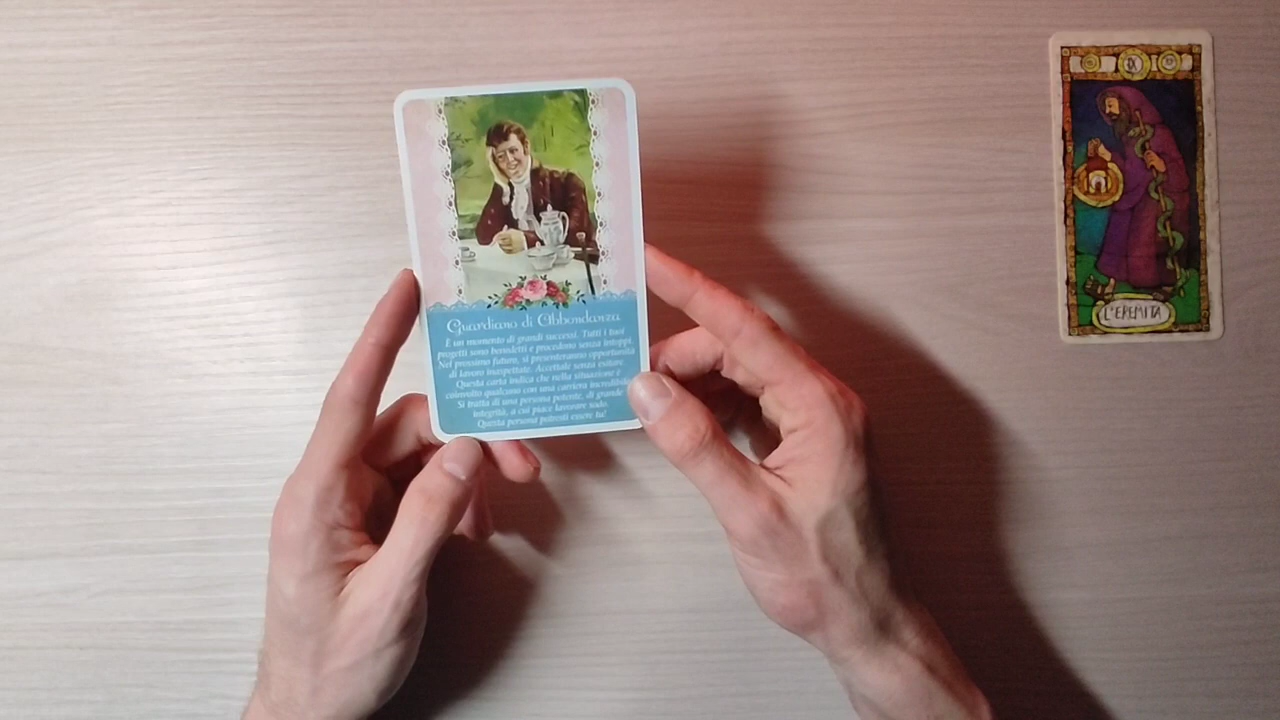 Guardiano di Abbondanza
È un momento di grandi successi. Tutti i tuoi
progetti sono benedetti e procedono senza intoppi.
Nel prossimo futuro, si presenteranno opportunità
di lavoro inaspettate. Accettale senza esitare.
Questa carta indica che nella situazione è
coinvolto qualcuno con una carriera incredibile.
Si tratta di una persona potente, di grande
integrità, a cui piace lavorare sodo.
Questa persona potresti essere tu!
IX
L'EREMITA